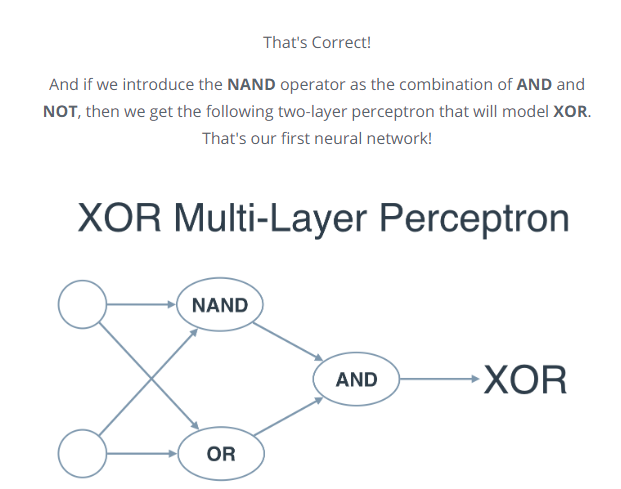 That's Correct!
And if we introduce the NAND operator as the combination of AND and
NOT, then we get the following two-layer perceptron that will model XOR.
That's our first neural network!
XOR Multi-Layer Perceptron
NAND
AND
XOR
OR